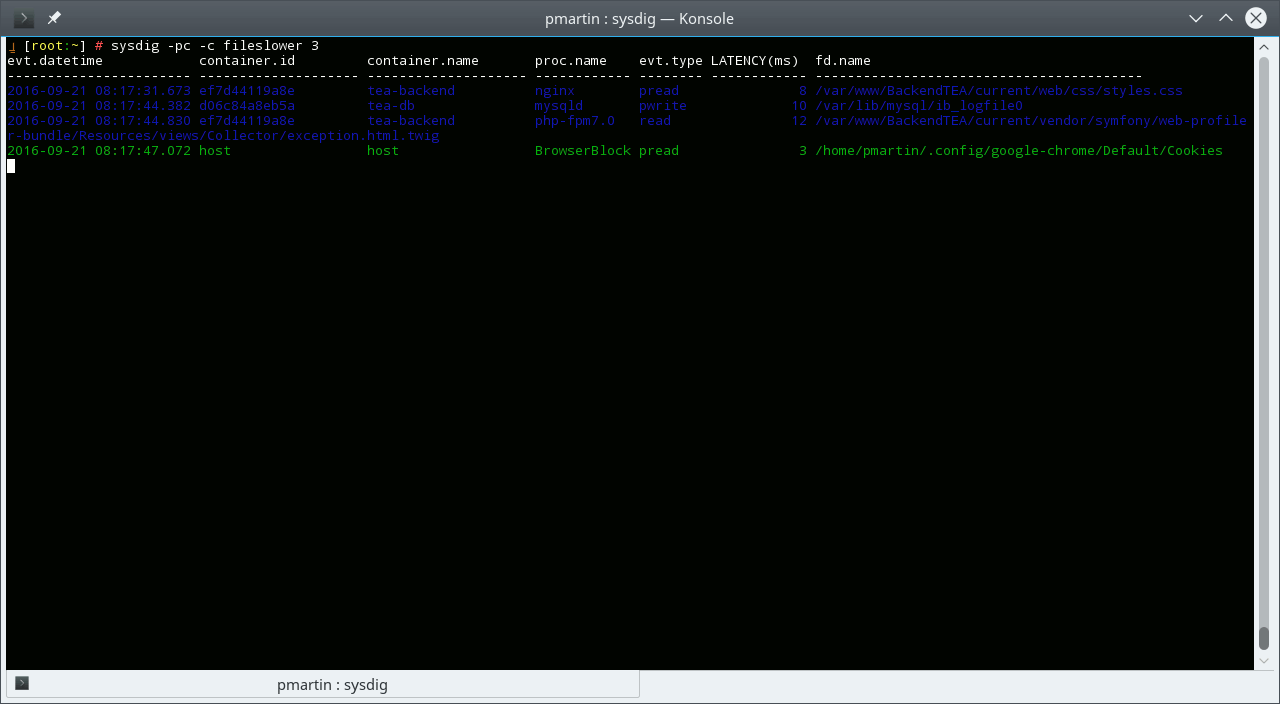 pmartin : sysdig — Konsole
[root:~] # sysdig -pc -c fileslower 3
evt.datetime            container.id         container.name       proc.name    evt.type LATENCY(ms)  fd.name
----------------------- -------------------- -------------------- ------------ -------- ------------ -----------------------------------------
2016-09-21 08:17:31.673 ef7d44119a8e         tea-backend          nginx        pread               8 /var/www/BackendTEA/current/web/css/styles.css
2016-09-21 08:17:44.382 d06c84a8eb5a         tea-db               mysqld       pwrite             10 /var/lib/mysql/ib_logfile0
2016-09-21 08:17:44.830 ef7d44119a8e         tea-backend          php-fpm7.0   read               12 /var/www/BackendTEA/current/vendor/symfony/web-profile
r-bundle/Resources/views/Collector/exception.html.twig
2016-09-21 08:17:47.072 host                 host                 BrowserBlock pread               3 /home/pmartin/.config/google-chrome/Default/Cookies
pmartin : sysdig